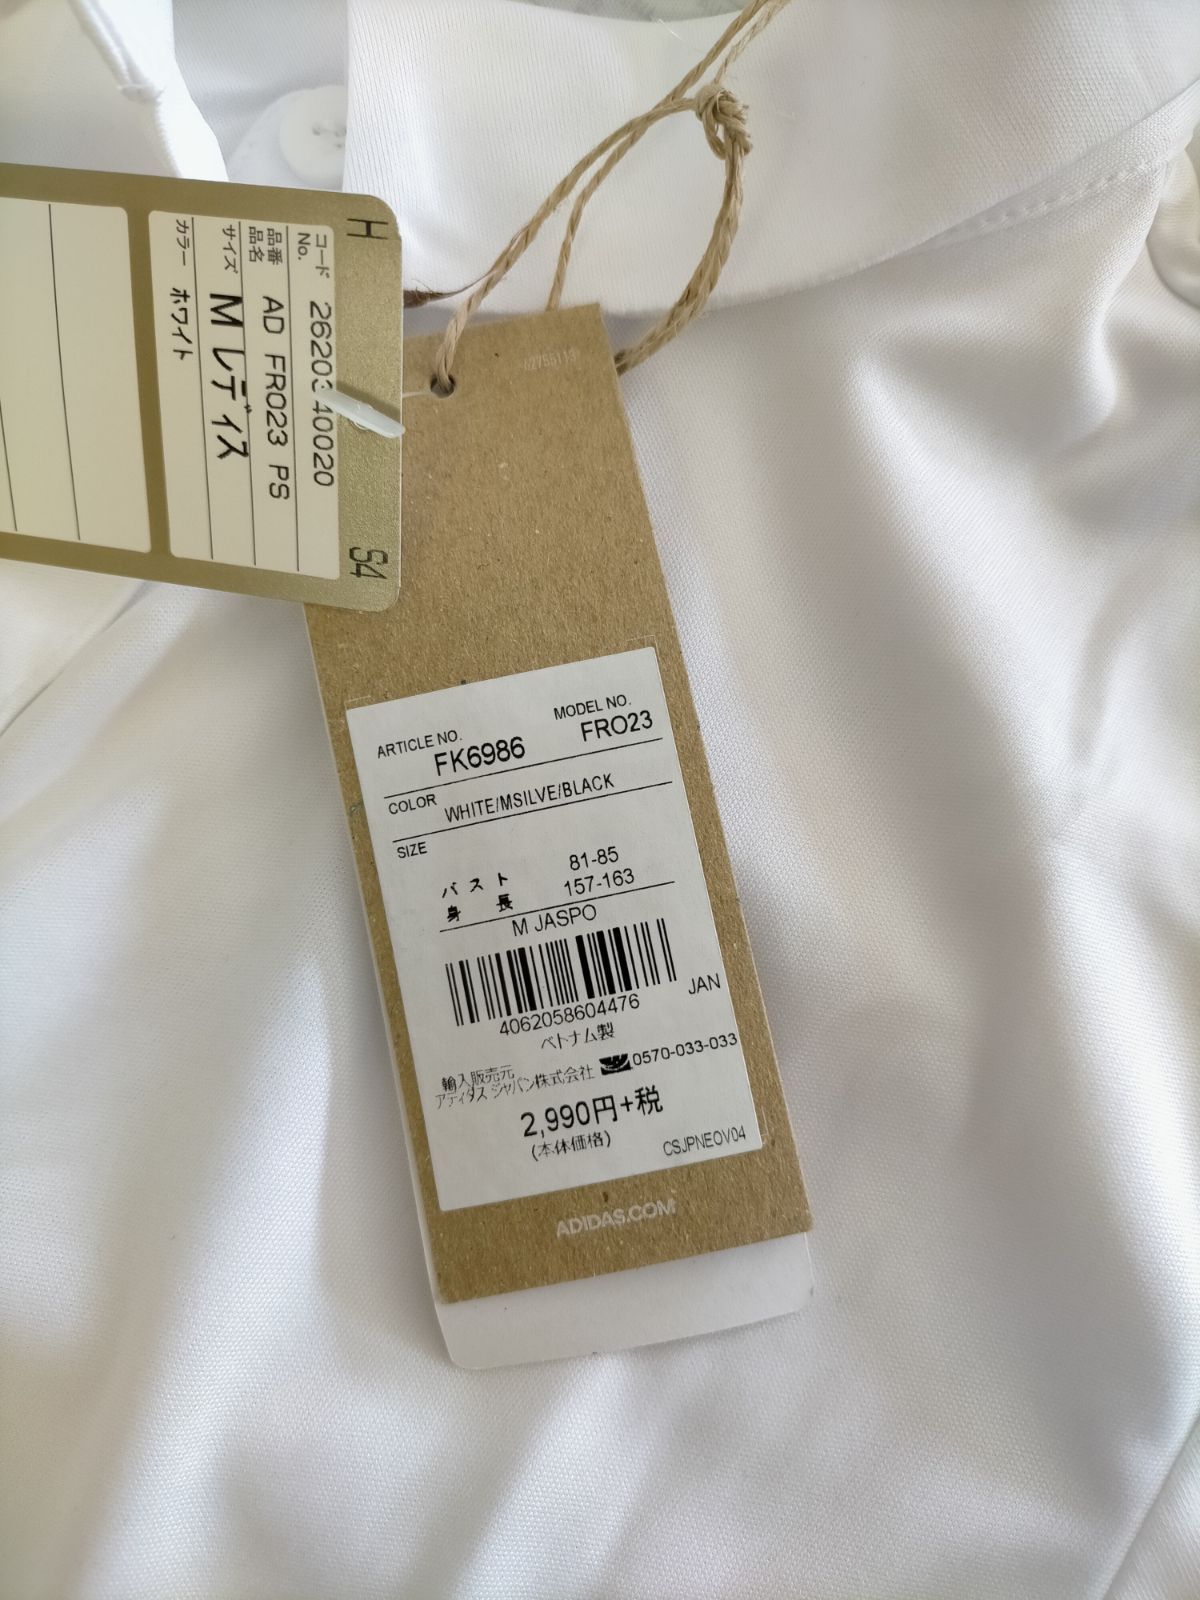 H S4
コード No. 2620340020
品番 品名 AD FRO23 PS
サイズ M レディス
カラー ホワイト
62755113
ARTICLE NO. MODEL NO.
FK6986 FRO23
COLOR WHITE/MSILVE/BLACK
SIZE
バスト 81-85
身長 157-163
M JASPO
JAN
4062058604476
ベトナム製
輸入販売元
アディダス ジャパン株式会社 0570-033-033
2,990円+税
(本体価格)
CSJPNEOV04
ADIDAS.COM